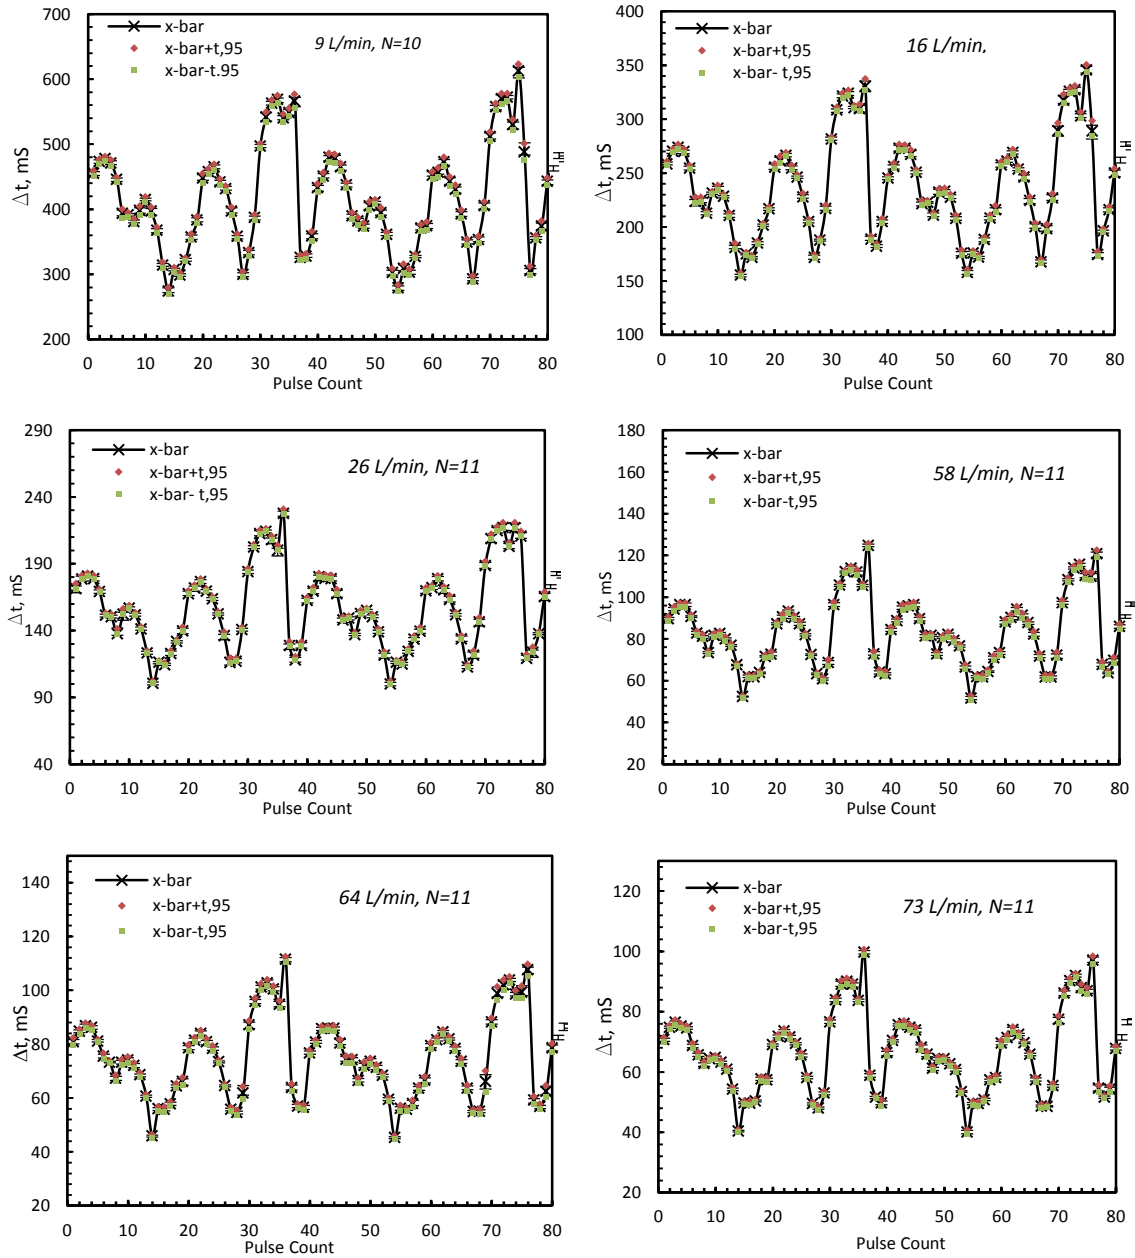 700
600
500
400
300
200
Δt, mS
x-bar
x-bar+t,95
x-bar-t.95
9 L/min, N=10
0 10 20 30 40 50 60 70 80
Pulse Count
400
350
300
250
200
150
100
Δt, mS
x-bar
x-bar+t,95
x-bar- t,95
16 L/min.
0 10 20 30 40 50 60 70 80
Pulse Count
290
240
190
140
90
40
Δt, mS
x-bar
x-bar+t,95
x-bar- t,95
26 L/min, N=11
0 10 20 30 40 50 60 70 80
Pulse Count
180
160
140
120
100
80
60
40
20
Δt, mS
x-bar
x-bar+t,95
x-bar-t,95
58 L/min, N=11
0 10 20 30 40 50 60 70 80
Pulse Count
140
120
100
80
60
40
20
Δt, mS
x-bar
x-bar+t,95
x-bar-t,95
64 L/min, N=11
0 10 20 30 40 50 60 70 80
Pulse Count
120
100
80
60
40
20
Δt, mS
x-bar
x-bar+t,95
x-bar-t,95
73 L/min, N=11
0 10 20 30 40 50 60 70 80
Pulse Count